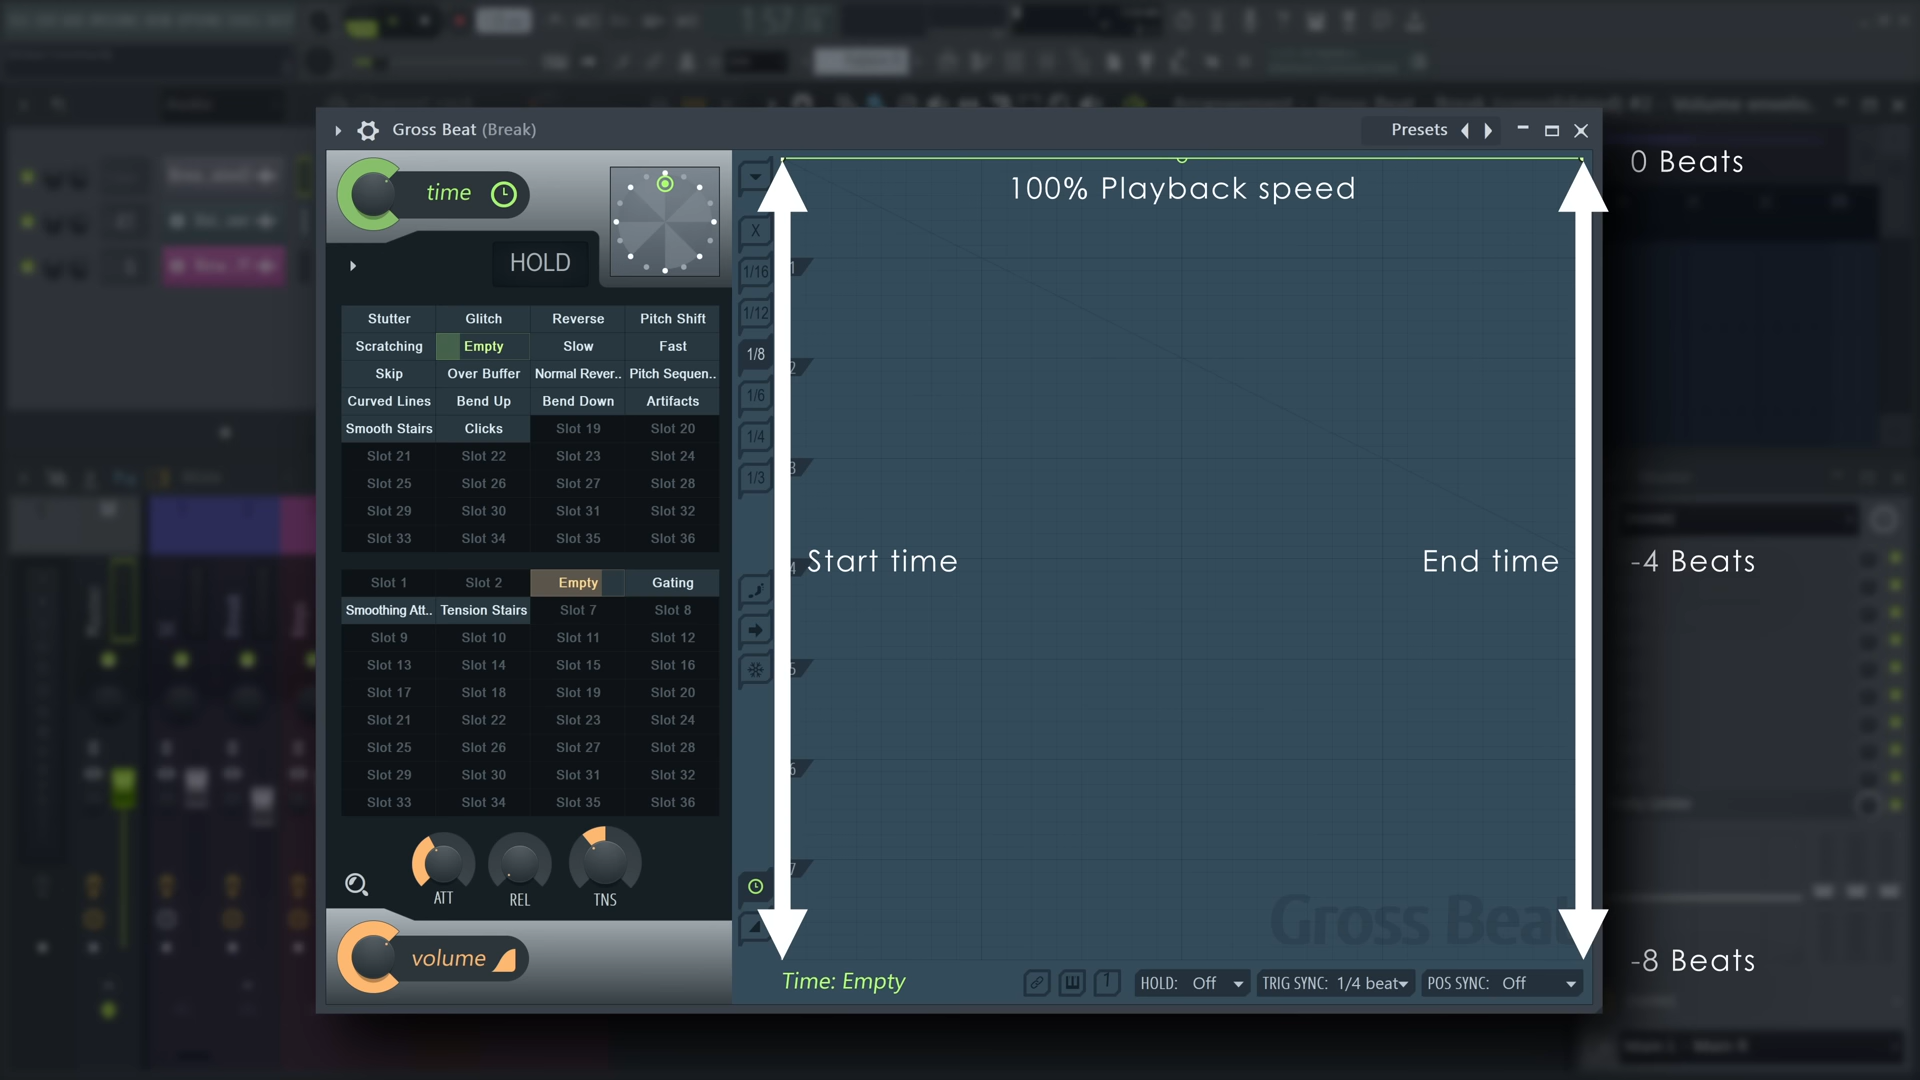 Gross Beat (Break)
Presets
time
HOLD
Stutter Glitch Reverse Pitch Shift
Scratching Empty Slow Fast
Skip Over Buffer Normal Rever.. Pitch Sequen..
Curved Lines Bend Up Bend Down Artifacts
Smooth Stairs Clicks Slot 19 Slot 20
Slot 21 Slot 22 Slot 23 Slot 24
Slot 25 Slot 26 Slot 27 Slot 28
Slot 29 Slot 30 Slot 31 Slot 32
Slot 33 Slot 34 Slot 35 Slot 36
Slot 1 Slot 2 Empty Gating
Smoothing Att.. Tension Stairs Slot 7 Slot 8
Slot 9 Slot 10 Slot 11 Slot 12
Slot 13 Slot 14 Slot 15 Slot 16
Slot 17 Slot 18 Slot 19 Slot 20
Slot 21 Slot 22 Slot 23 Slot 24
Slot 25 Slot 26 Slot 27 Slot 28
Slot 29 Slot 30 Slot 31 Slot 32
Slot 33 Slot 34 Slot 35 Slot 36
ATT REL TNS
volume
X
1/16
1/12
1/8
1/6
1/4
1/3
1
2
3
4
5
6
7
100% Playback speed
Start time
End time
Gross Beat
Time: Empty
1
HOLD: Off
TRIG SYNC: 1/4 beat
POS SYNC: Off
0 Beats
-4 Beats
-8 Beats